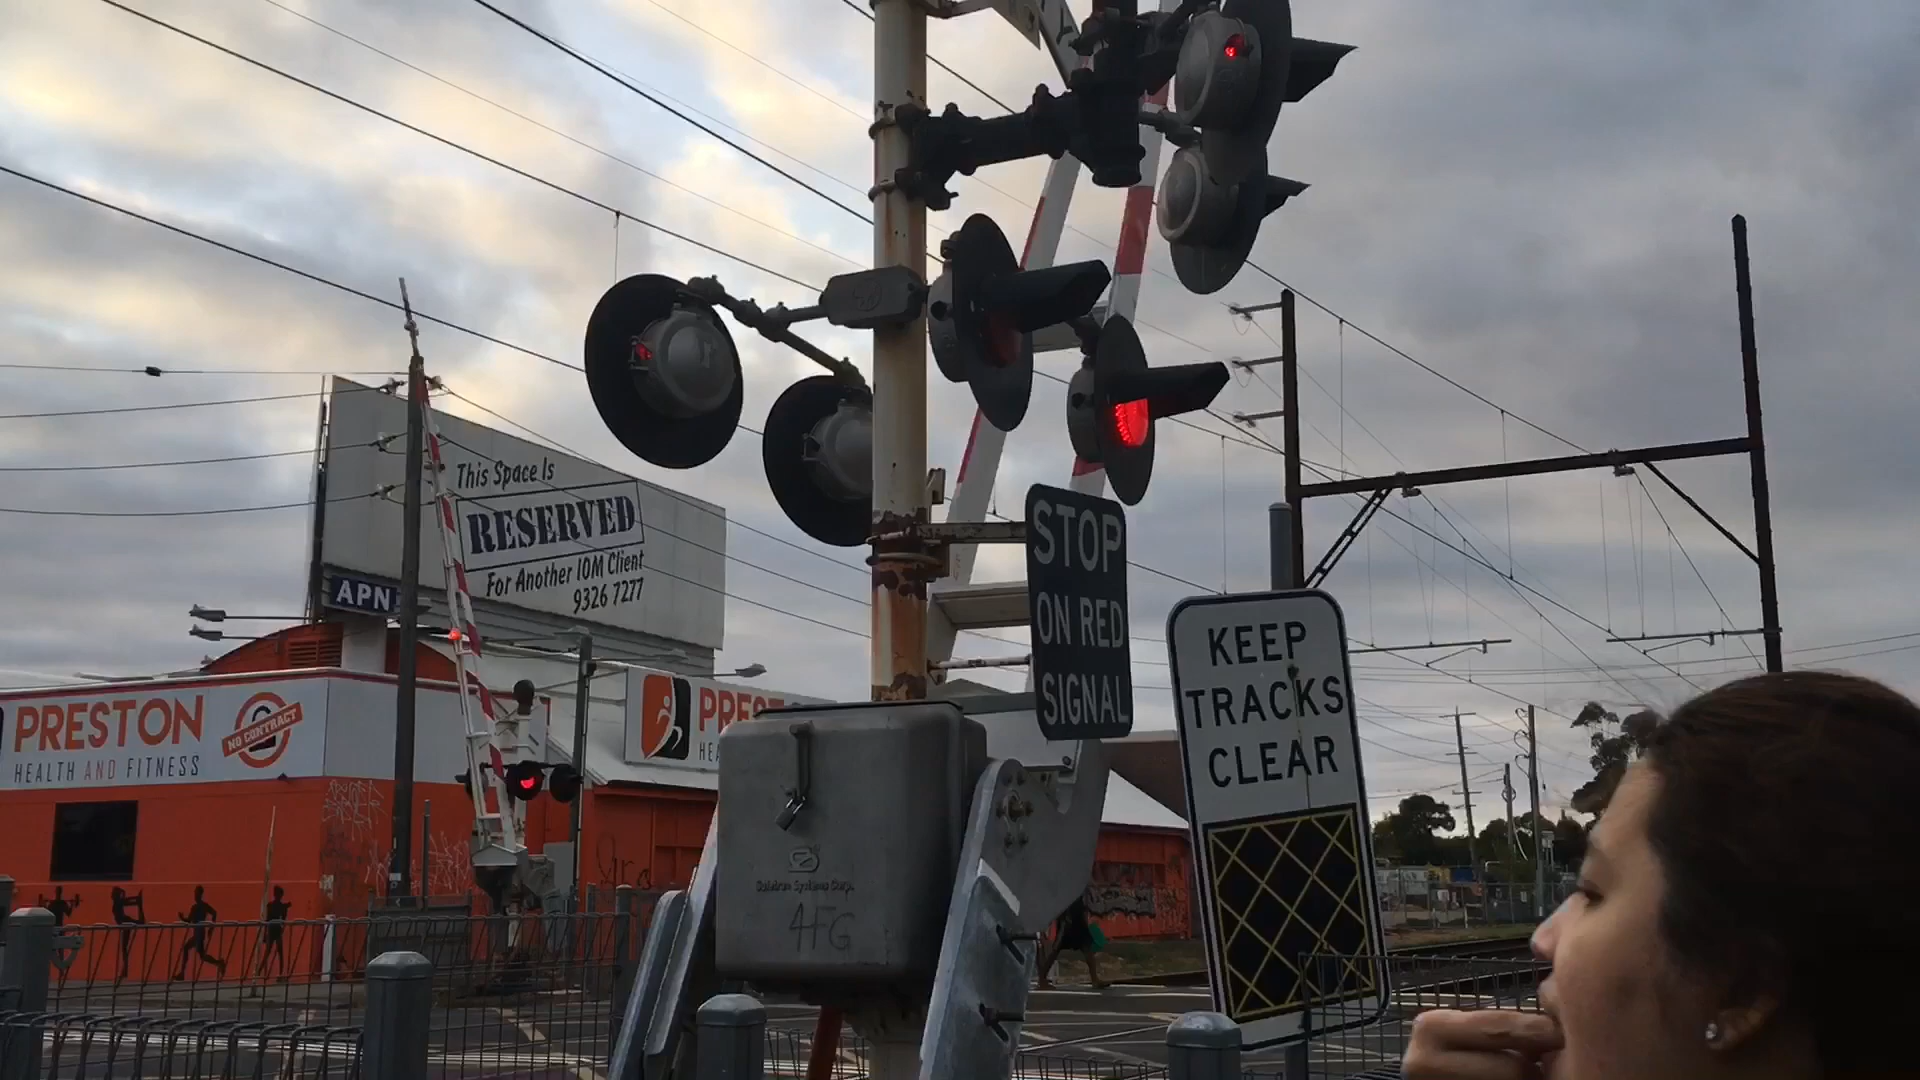 This Space Is
RESERVED
For Another IOM Client
9326 7277
APN
PRESTON
HEALTH AND FITNESS
NO CONTRACT
STOP
ON RED
SIGNAL
KEEP
TRACKS
CLEAR
4FG